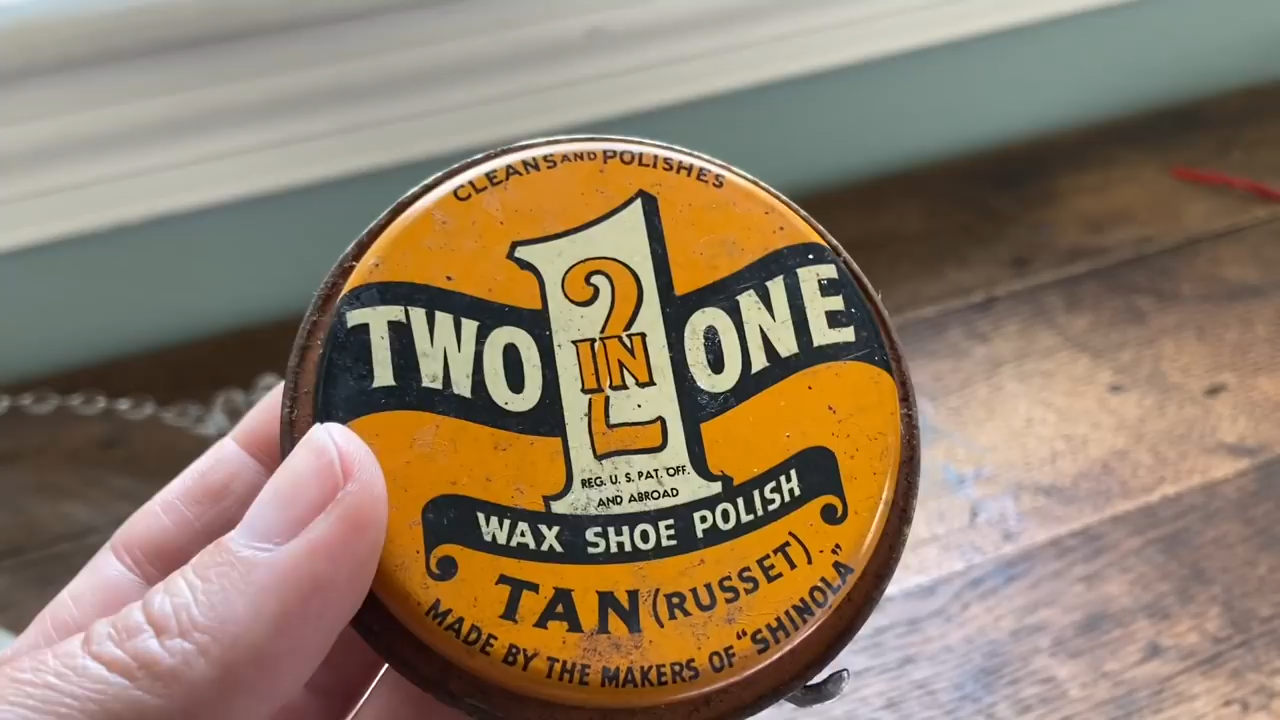 CLEANS AND POLISHES
TWO 1 ONE
2
IN
1
REG. U. S. PAT. OFF.
AND ABROAD
WAX SHOE POLISH
TAN (RUSSET)
MADE BY THE MAKERS OF "SHINOLA"